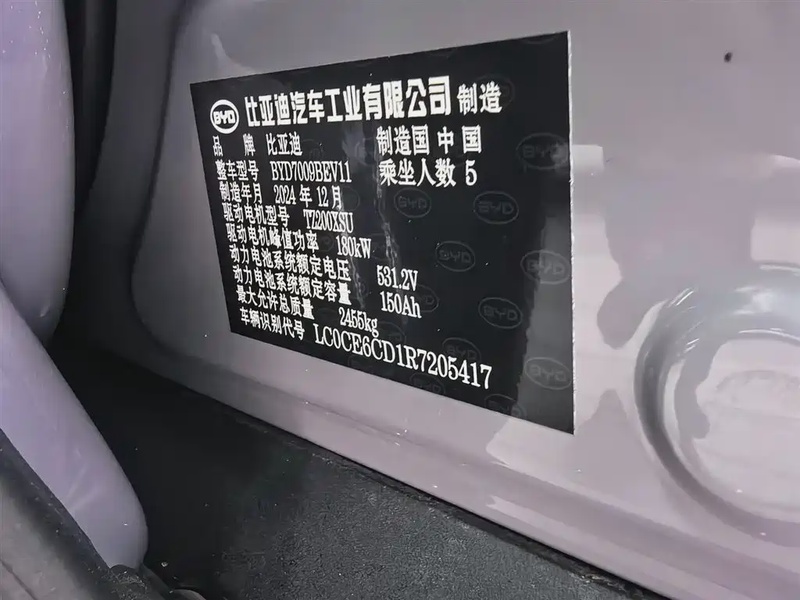 BYD 比亚迪汽车工业有限公司 制造
品 牌 比亚迪 制造国 中 国
整车型号 BYD7009BEV11 乘坐人数 5
制造年月 2024 年 12 月
驱动电机型号 TZ200XSU
驱动电机峰值功率 180kW
动力电池系统额定电压 531.2V
动力电池系统额定容量 150Ah
最大允许总质量 2455kg
车辆识别代号 LC0CE6CD1R7205417